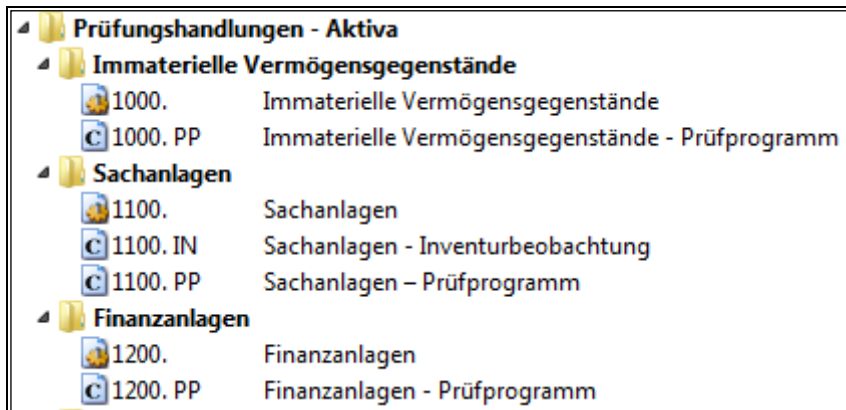 Prüfungshandlungen - Aktiva
Immaterielle Vermögensgegenstände
1000. Immaterielle Vermögensgegenstände
C 1000. PP Immaterielle Vermögensgegenstände - Prüfprogramm
Sachanlagen
1100. Sachanlagen
C 1100. IN Sachanlagen - Inventurbeobachtung
C 1100. PP Sachanlagen – Prüfprogramm
Finanzanlagen
1200. Finanzanlagen
C 1200. PP Finanzanlagen - Prüfprogramm